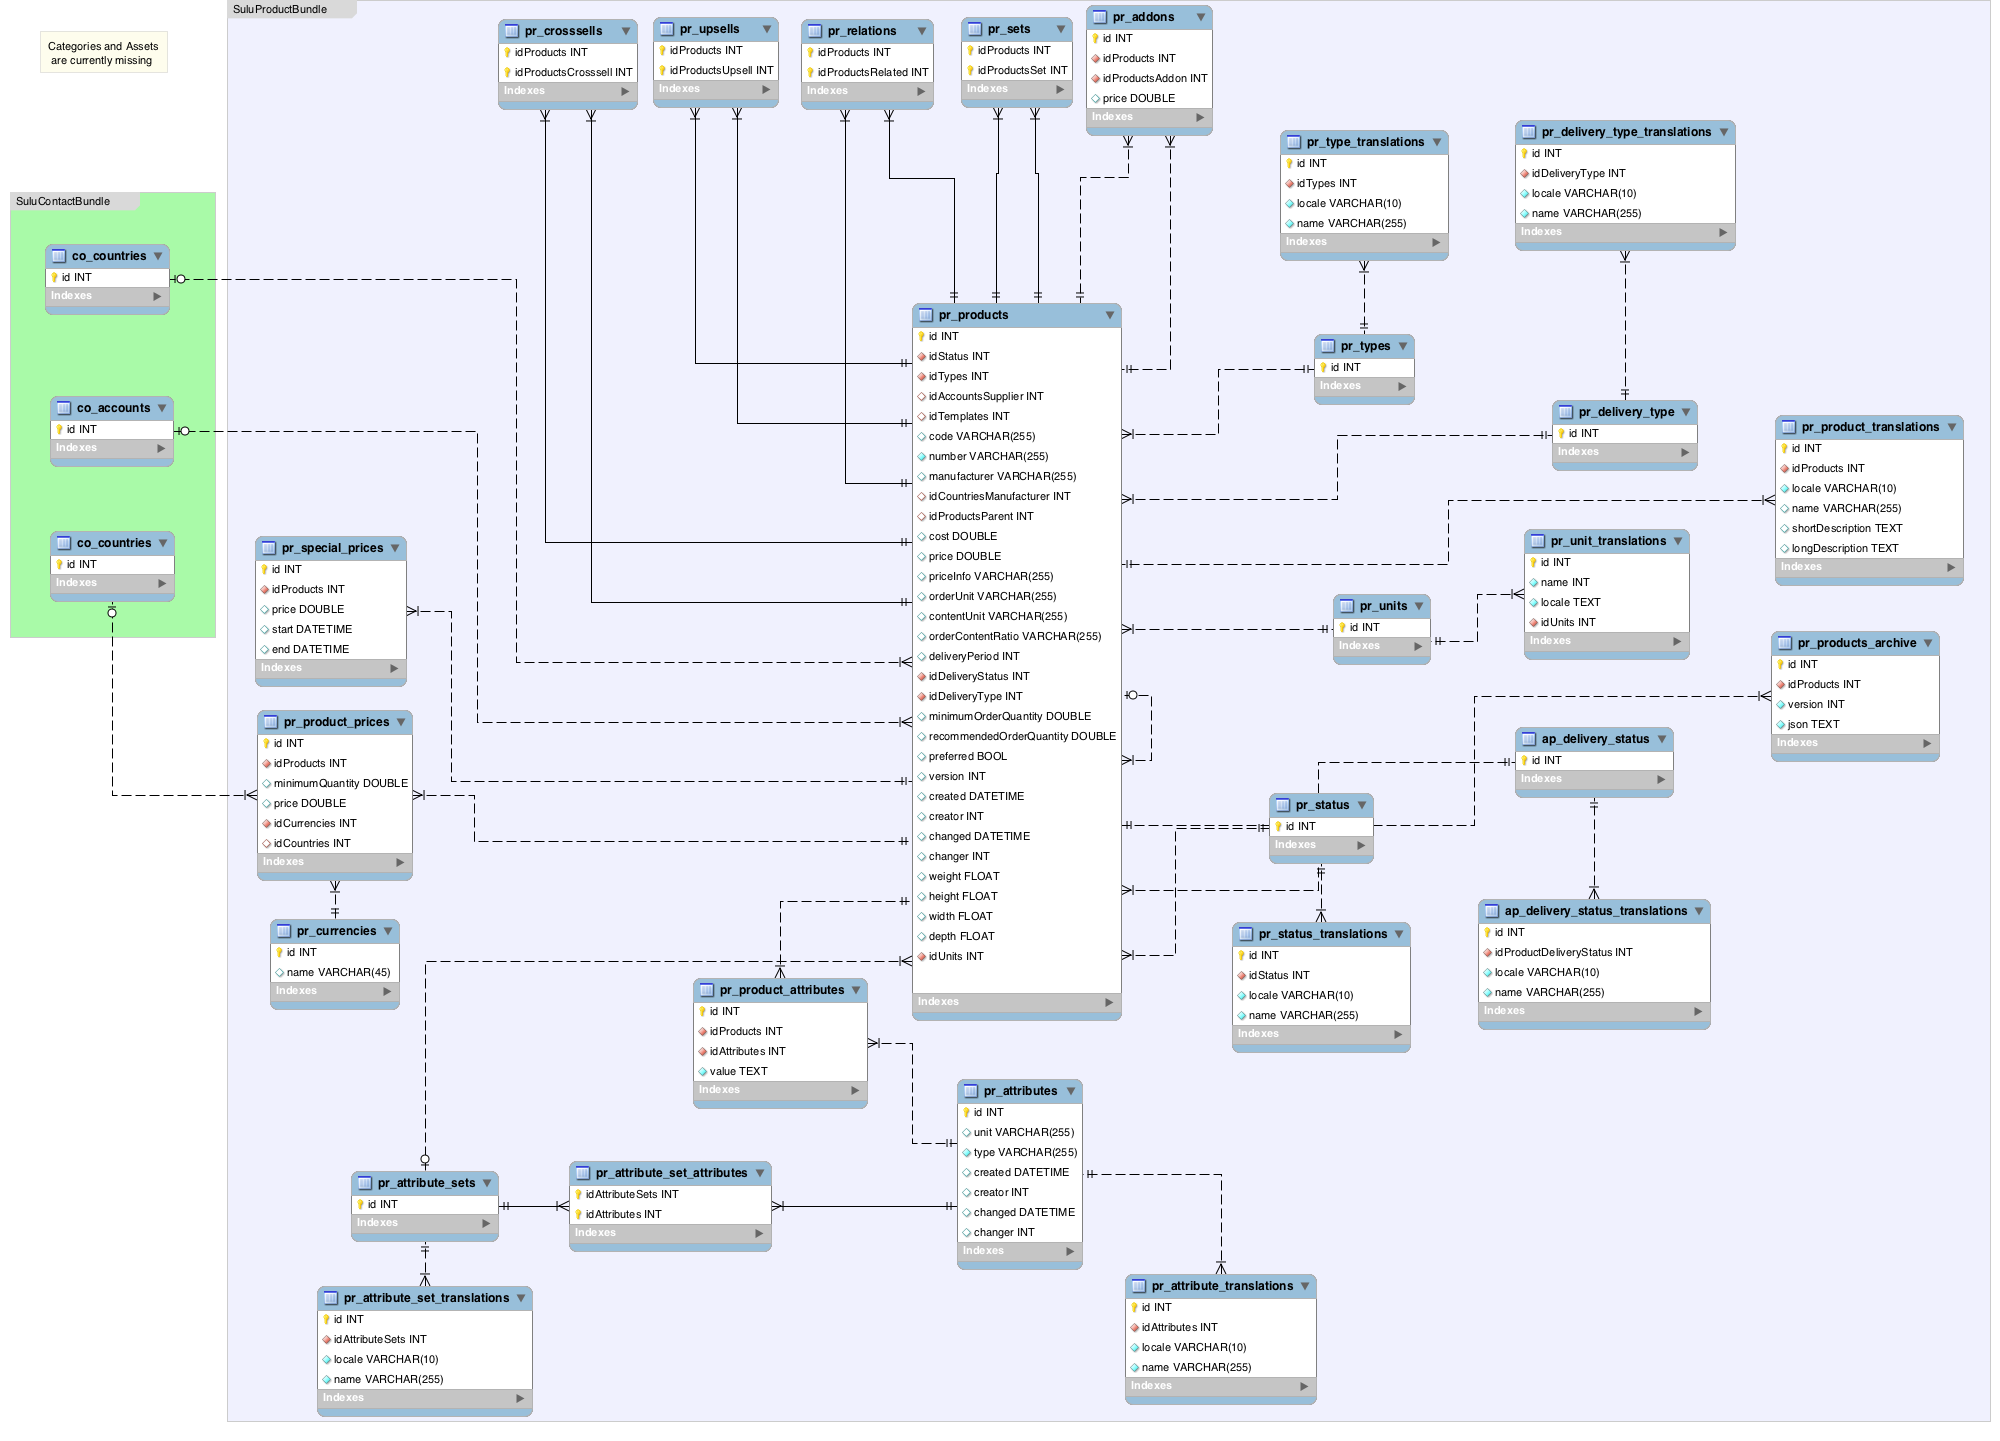 SuluProductBundle
Categories and Assets
are currently missing
pr_crosssells
idProducts INT
idProductsCrosssell INT
Indexes
pr_upsells
idProducts INT
idProductsUpsell INT
Indexes
pr_relations
idProducts INT
idProductsRelated INT
Indexes
pr_sets
idProducts INT
idProductsSet INT
Indexes
pr_addons
id INT
idProducts INT
idProductsAddon INT
price DOUBLE
Indexes
pr_type_translations
id INT
idTypes INT
locale VARCHAR(10)
name VARCHAR(255)
Indexes
pr_delivery_type_translations
id INT
idDeliveryType INT
locale VARCHAR(10)
name VARCHAR(255)
Indexes
SuluContactBundle
co_countries
id INT
Indexes
co_accounts
id INT
Indexes
co_countries
id INT
Indexes
pr_products
id INT
idStatus INT
idTypes INT
idAccountsSupplier INT
idTemplates INT
code VARCHAR(255)
number VARCHAR(255)
manufacturer VARCHAR(255)
idCountriesManufacturer INT
idProductsParent INT
cost DOUBLE
price DOUBLE
priceInfo VARCHAR(255)
orderUnit VARCHAR(255)
contentUnit VARCHAR(255)
orderContentRatio VARCHAR(255)
deliveryPeriod INT
idDeliveryStatus INT
idDeliveryType INT
minimumOrderQuantity DOUBLE
recommendedOrderQuantity DOUBLE
preferred BOOL
version INT
created DATETIME
creator INT
changed DATETIME
changer INT
weight FLOAT
height FLOAT
width FLOAT
depth FLOAT
idUnits INT
Indexes
pr_types
id INT
Indexes
pr_delivery_type
id INT
Indexes
pr_product_translations
id INT
idProducts INT
locale VARCHAR(10)
name VARCHAR(255)
shortDescription TEXT
longDescription TEXT
Indexes
pr_unit_translations
id INT
name INT
locale TEXT
idUnits INT
Indexes
pr_units
id INT
Indexes
pr_products_archive
id INT
idProducts INT
version INT
json TEXT
Indexes
ap_delivery_status
id INT
Indexes
pr_status
id INT
Indexes
pr_special_prices
id INT
idProducts INT
price DOUBLE
start DATETIME
end DATETIME
Indexes
pr_product_prices
id INT
idProducts INT
minimumQuantity DOUBLE
price DOUBLE
idCurrencies INT
idCountries INT
Indexes
pr_currencies
id INT
name VARCHAR(45)
Indexes
pr_status_translations
id INT
idStatus INT
locale VARCHAR(10)
name VARCHAR(255)
Indexes
ap_delivery_status_translations
id INT
idProductDeliveryStatus INT
locale VARCHAR(10)
name VARCHAR(255)
Indexes
pr_product_attributes
id INT
idProducts INT
idAttributes INT
value TEXT
Indexes
pr_attributes
id INT
unit VARCHAR(255)
type VARCHAR(255)
created DATETIME
creator INT
changed DATETIME
changer INT
Indexes
pr_attribute_sets
id INT
Indexes
pr_attribute_set_attributes
idAttributeSets INT
idAttributes INT
Indexes
pr_attribute_set_translations
id INT
idAttributeSets INT
locale VARCHAR(10)
name VARCHAR(255)
Indexes
pr_attribute_translations
id INT
idAttributes INT
locale VARCHAR(10)
name VARCHAR(255)
Indexes